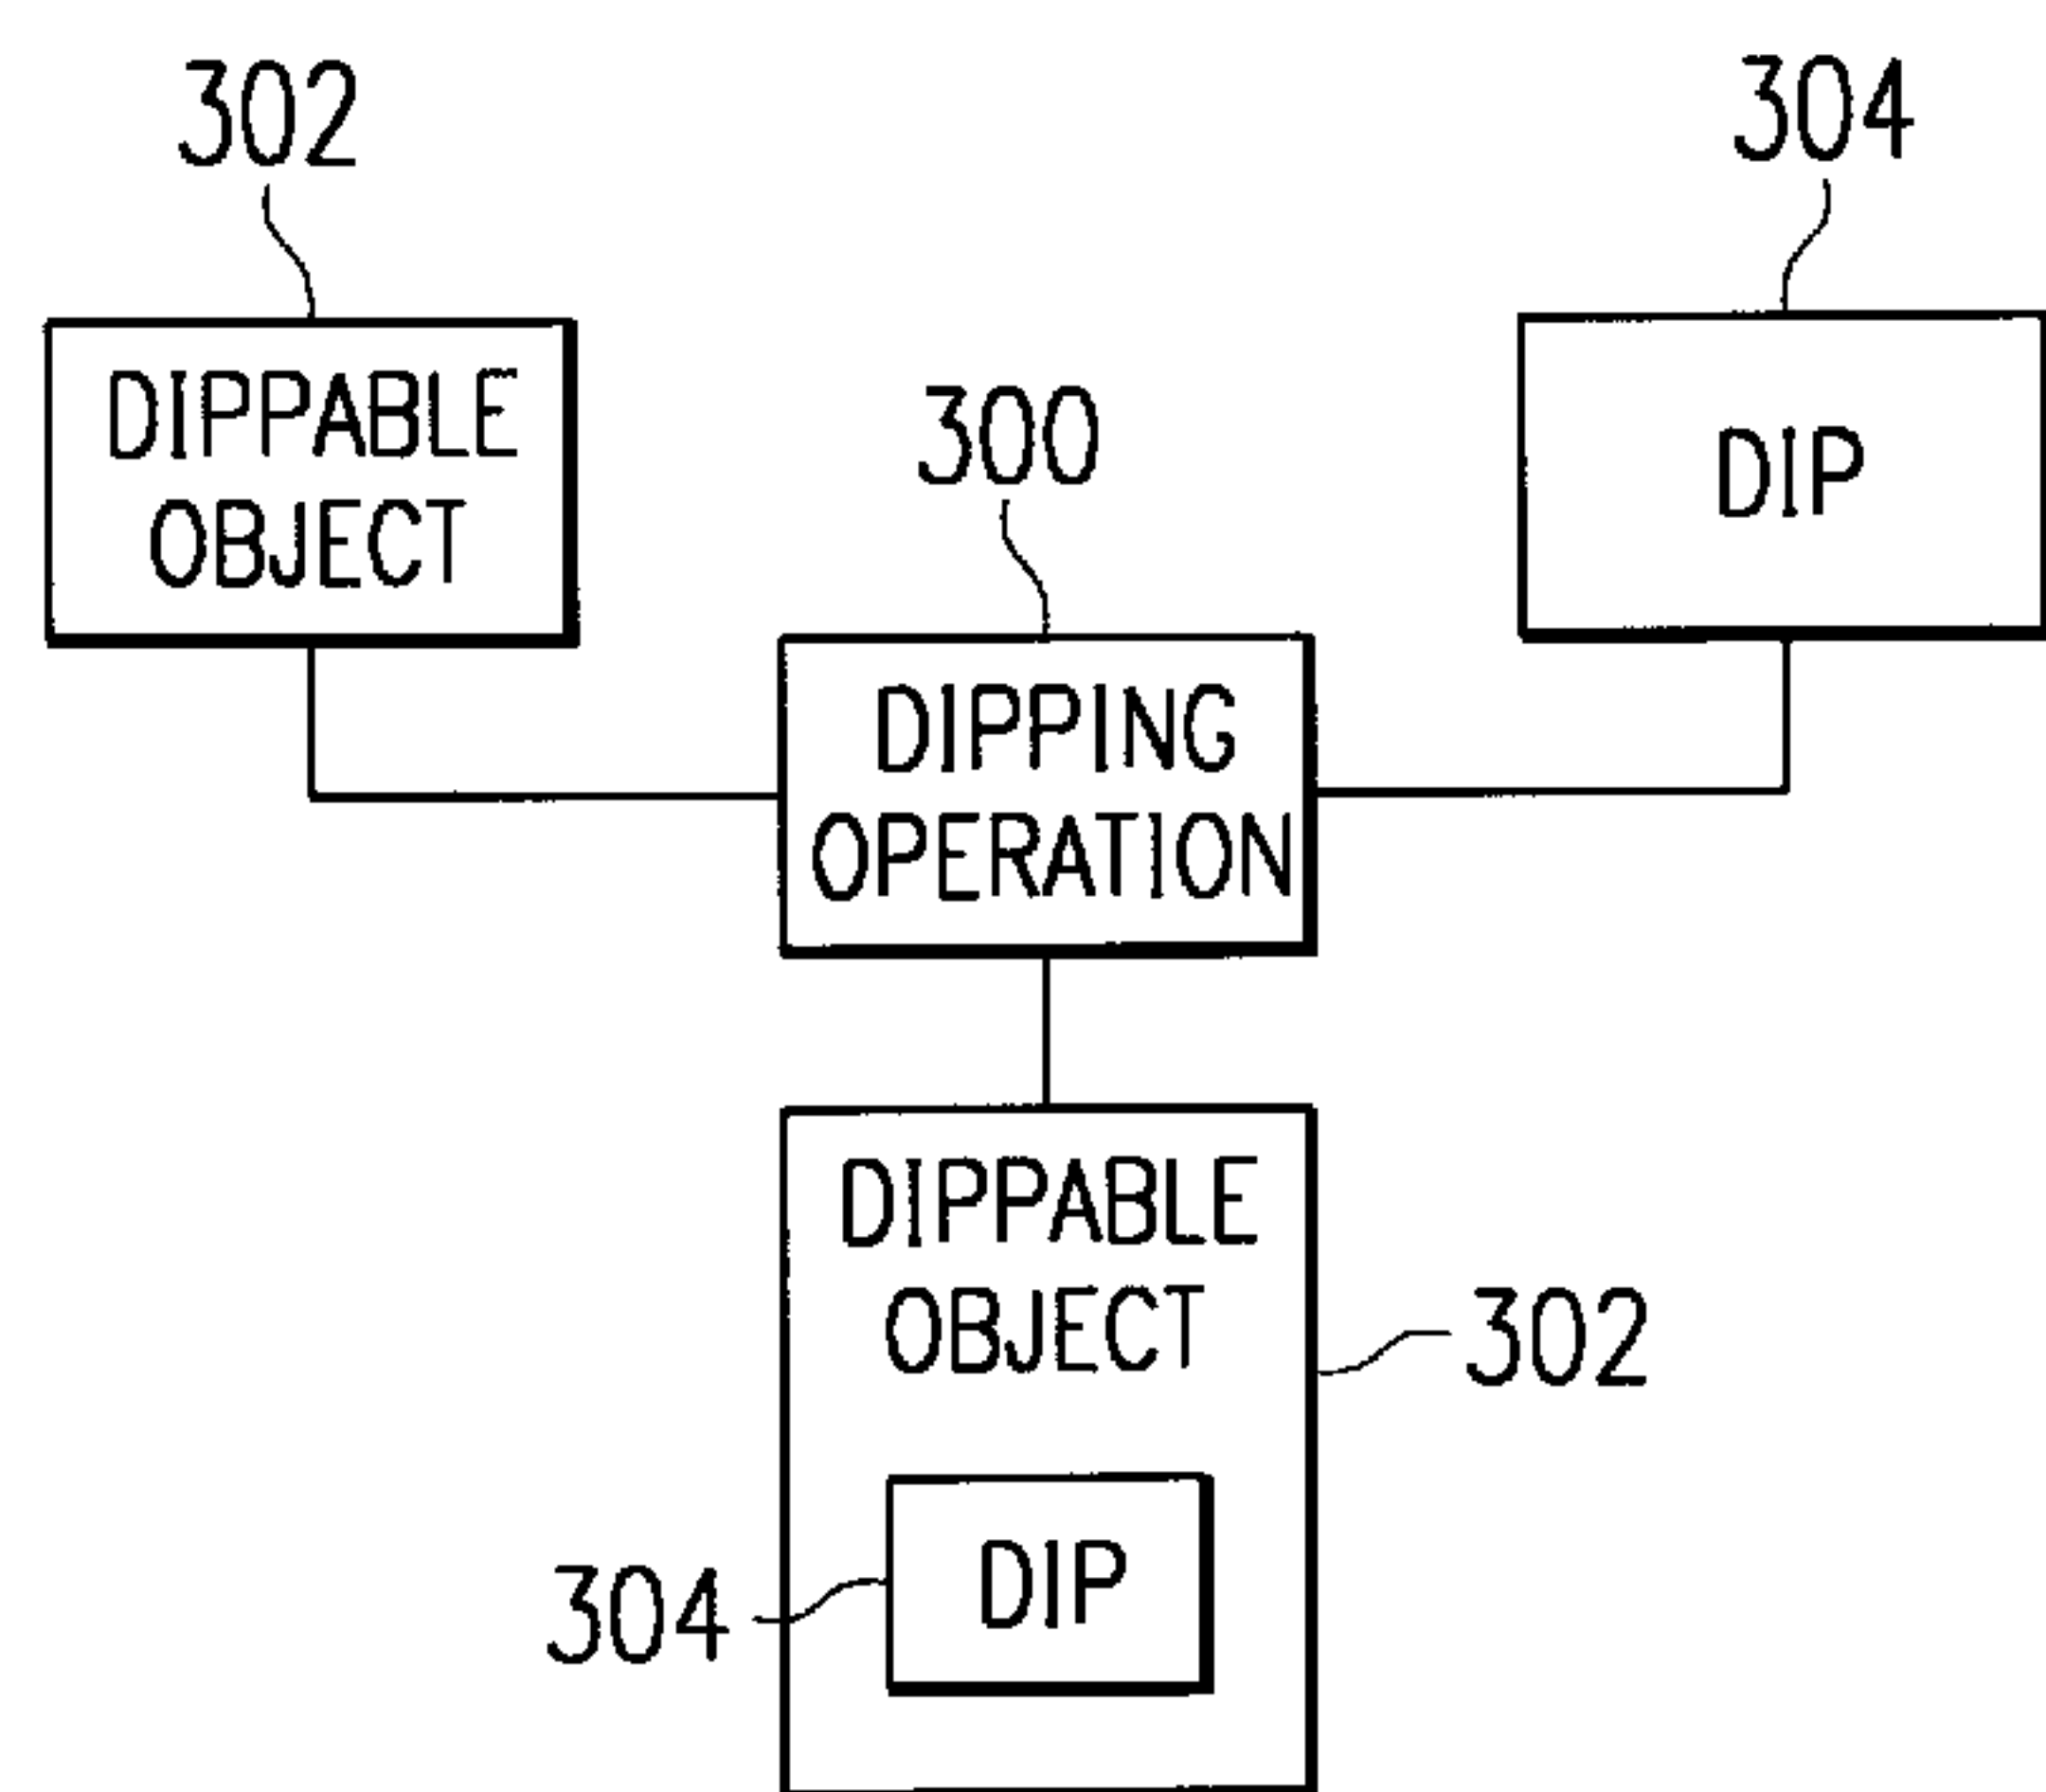 302
304
DIPPABLE
OBJECT
300
DIP
DIPPING
OPERATION
DIPPABLE
OBJECT
302
DIP
304